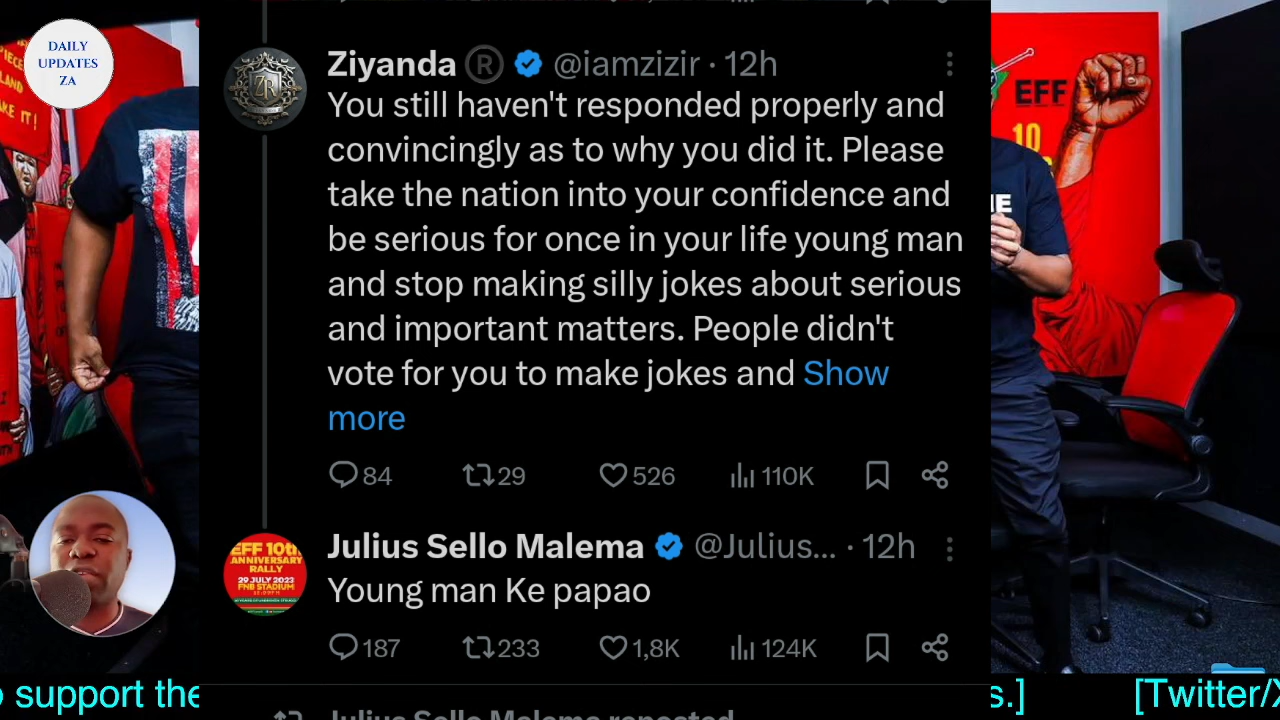 DAILY
UPDATES
ZA
Ziyanda ® @iamzizir · 12h
You still haven't responded properly and
convincingly as to why you did it. Please
take the nation into your confidence and
be serious for once in your life young man
and stop making silly jokes about serious
and important matters. People didn't
vote for you to make jokes and Show
more
84 29 526 110K
EFF 10th
ANNIVERSARY
RALLY
29 JULY 2023
FNB STADIUM
Julius Sello Malema @Julius... · 12h
Young man Ke papao
187 233 1,8K 124K
Julius Sello Malema reposted
EFF
10
support the
s.] [Twitter/X